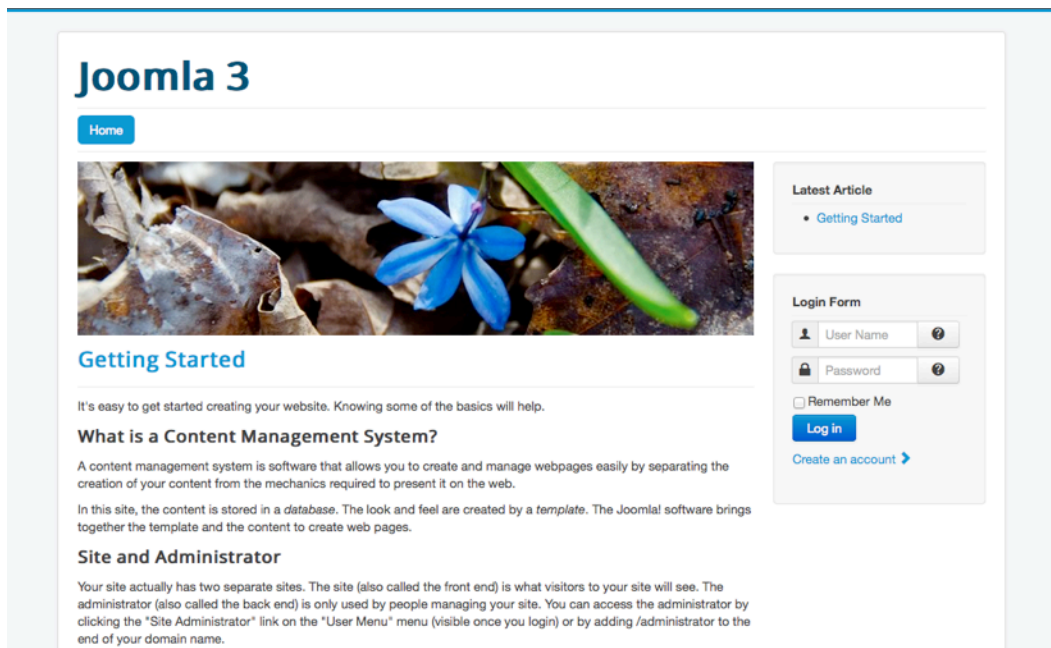 Joomla 3
Home
Getting Started
It's easy to get started creating your website. Knowing some of the basics will help.
What is a Content Management System?
A content management system is software that allows you to create and manage webpages easily by separating the
creation of your content from the mechanics required to present it on the web.
In this site, the content is stored in a database. The look and feel are created by a template. The Joomla! software brings
together the template and the content to create web pages.
Site and Administrator
Your site actually has two separate sites. The site (also called the front end) is what visitors to your site will see. The
administrator (also called the back end) is only used by people managing your site. You can access the administrator by
clicking the "Site Administrator" link on the "User Menu" menu (visible once you login) or by adding /administrator to the
end of your domain name.
Latest Article
Getting Started
Login Form
User Name
Password
Remember Me
Log in
Create an account